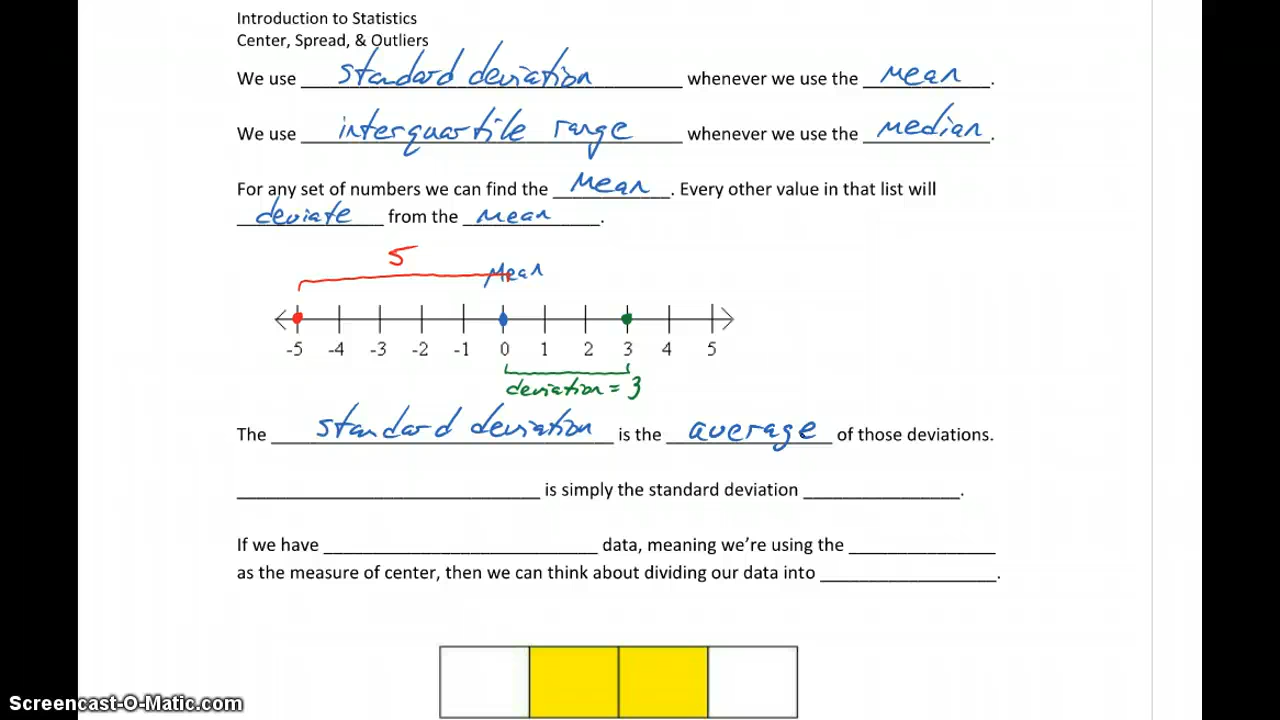 Introduction to Statistics
Center, Spread, & Outliers
We use standard deviation whenever we use the mean.
We use interquartile range whenever we use the median.
For any set of numbers we can find the mean. Every other value in that list will
deviate from the mean.
5
mean
-5 -4 -3 -2 -1 0 1 2 3 4 5
deviation = 3
The standard deviation is the average of those deviations.
____________________ is simply the standard deviation ____________________.
If we have ____________________ data, meaning we're using the ____________________
as the measure of center, then we can think about dividing our data into ____________________.
Screencast-O-Matic.com